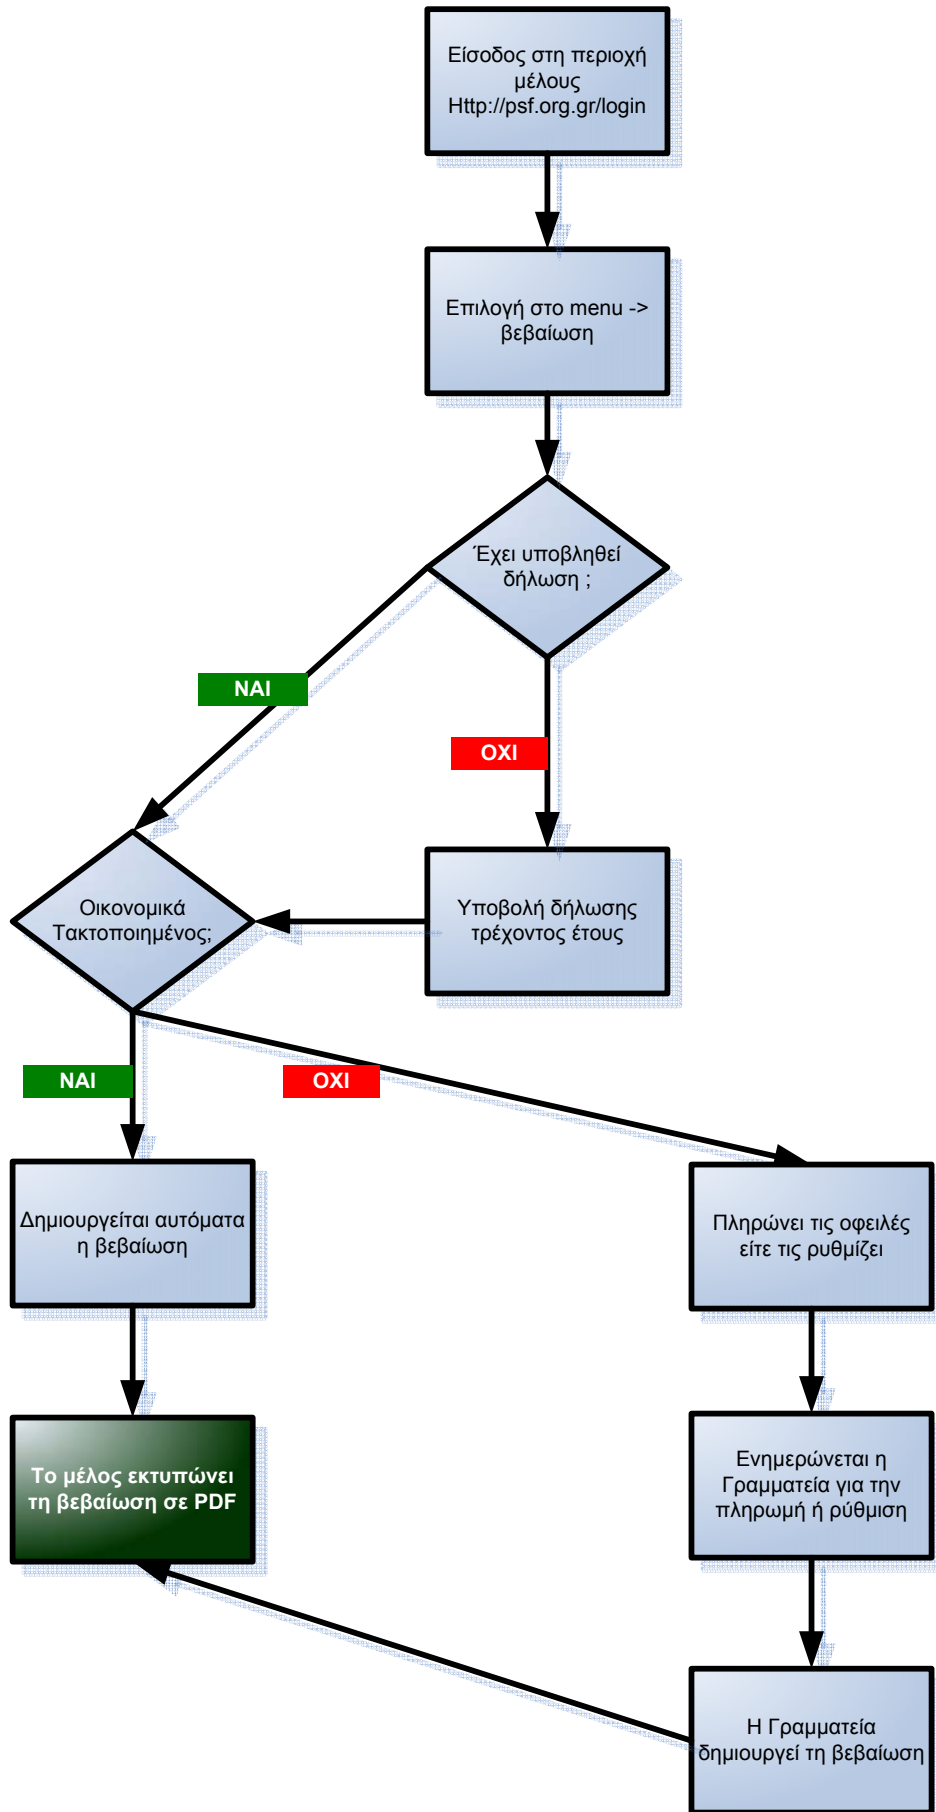 Είσοδος στη περιοχή
μέλους
Http://psf.org.gr/login
Επιλογή στο menu ->
βεβαίωση
Έχει υποβληθεί
δήλωση ;
ΝΑΙ
ΟΧΙ
Οικονομικά
Τακτοποιημένος;
Υποβολή δήλωσης
τρέχοντος έτους
ΝΑΙ
ΟΧΙ
Δημιουργείται αυτόματα
η βεβαίωση
Πληρώνει τις οφειλές
είτε τις ρυθμίζει
Το μέλος εκτυπώνει
τη βεβαίωση σε PDF
Ενημερώνεται η
Γραμματεία για την
πληρωμή ή ρύθμιση
Η Γραμματεία
δημιουργεί τη βεβαίωση